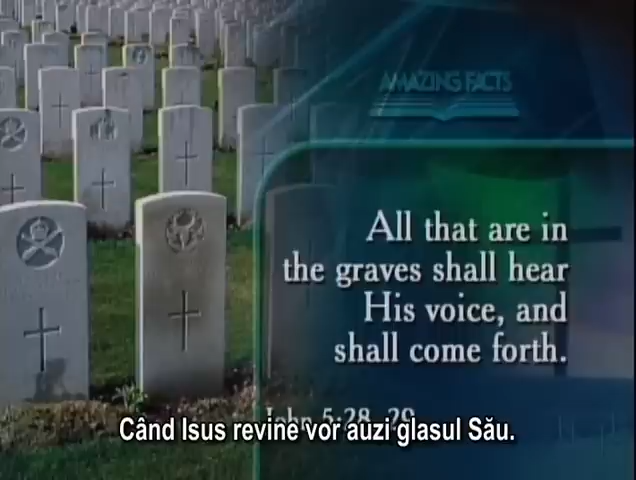 AMAZING FACTS
All that are in
the graves shall hear
His voice, and
shall come forth.
John 5:28, 29
Când Isus revine vor auzi glasul Său.